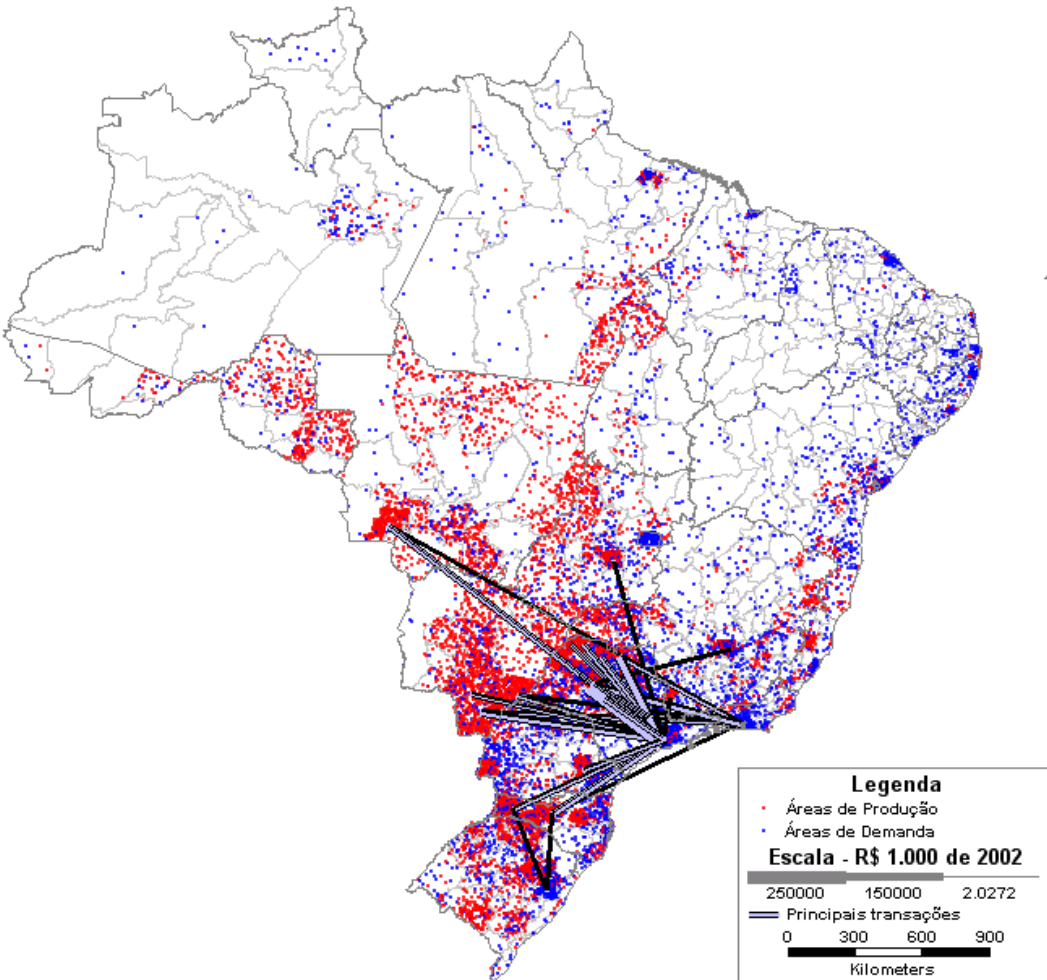 Legenda
Áreas de Produção
Áreas de Demanda
Escala - R$ 1.000 de 2002
250000 150000 2.0272
Principais transações
0 300 600 900
Kilometers